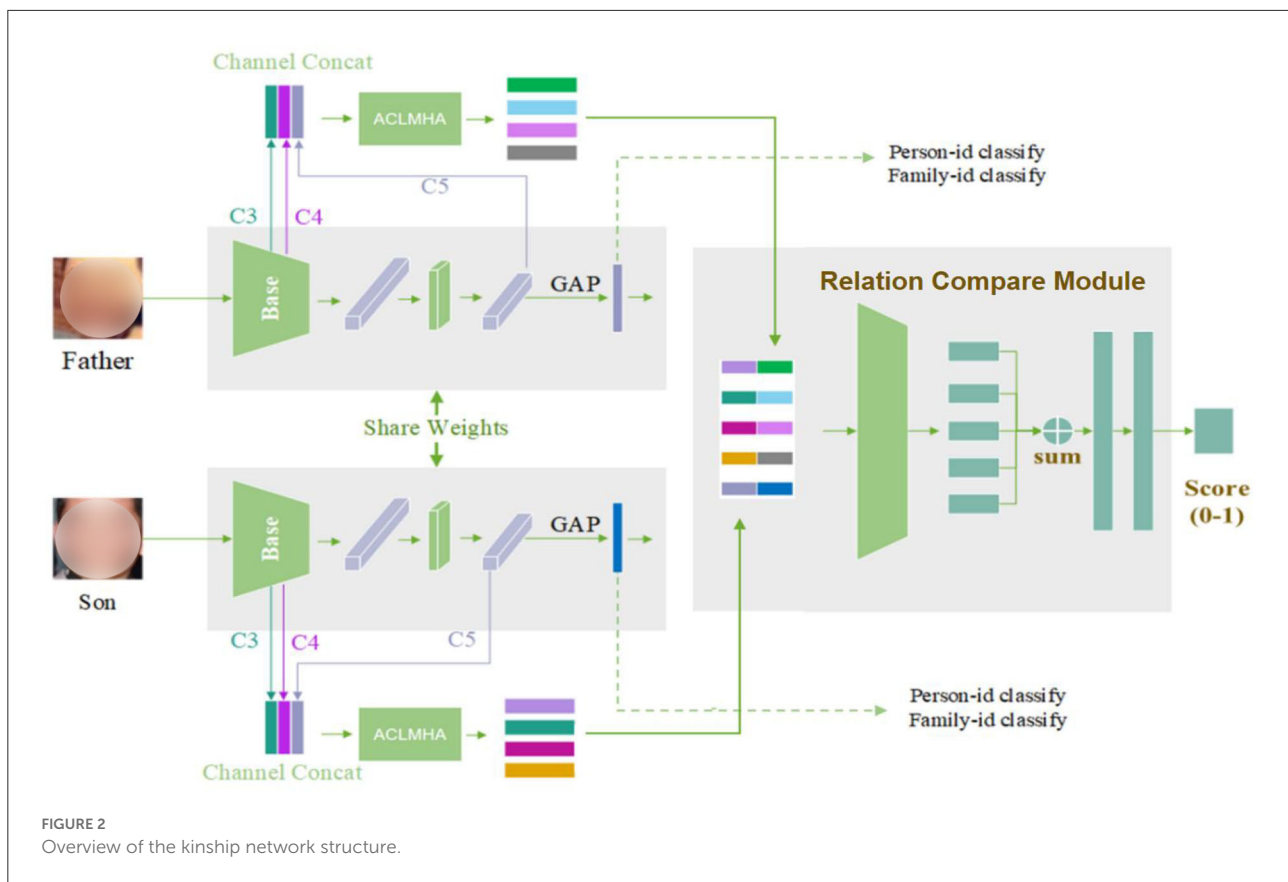 Channel Concat
ACLMHA
C5
C3
C4
Person-id classify
Family-id classify
Base
GAP
Father
Relation Compare Module
Share Weights
sum
Score
(0-1)
Base
GAP
Son
C3
C4
C5
Person-id classify
Family-id classify
ACLMHA
Channel Concat
FIGURE 2
Overview of the kinship network structure.